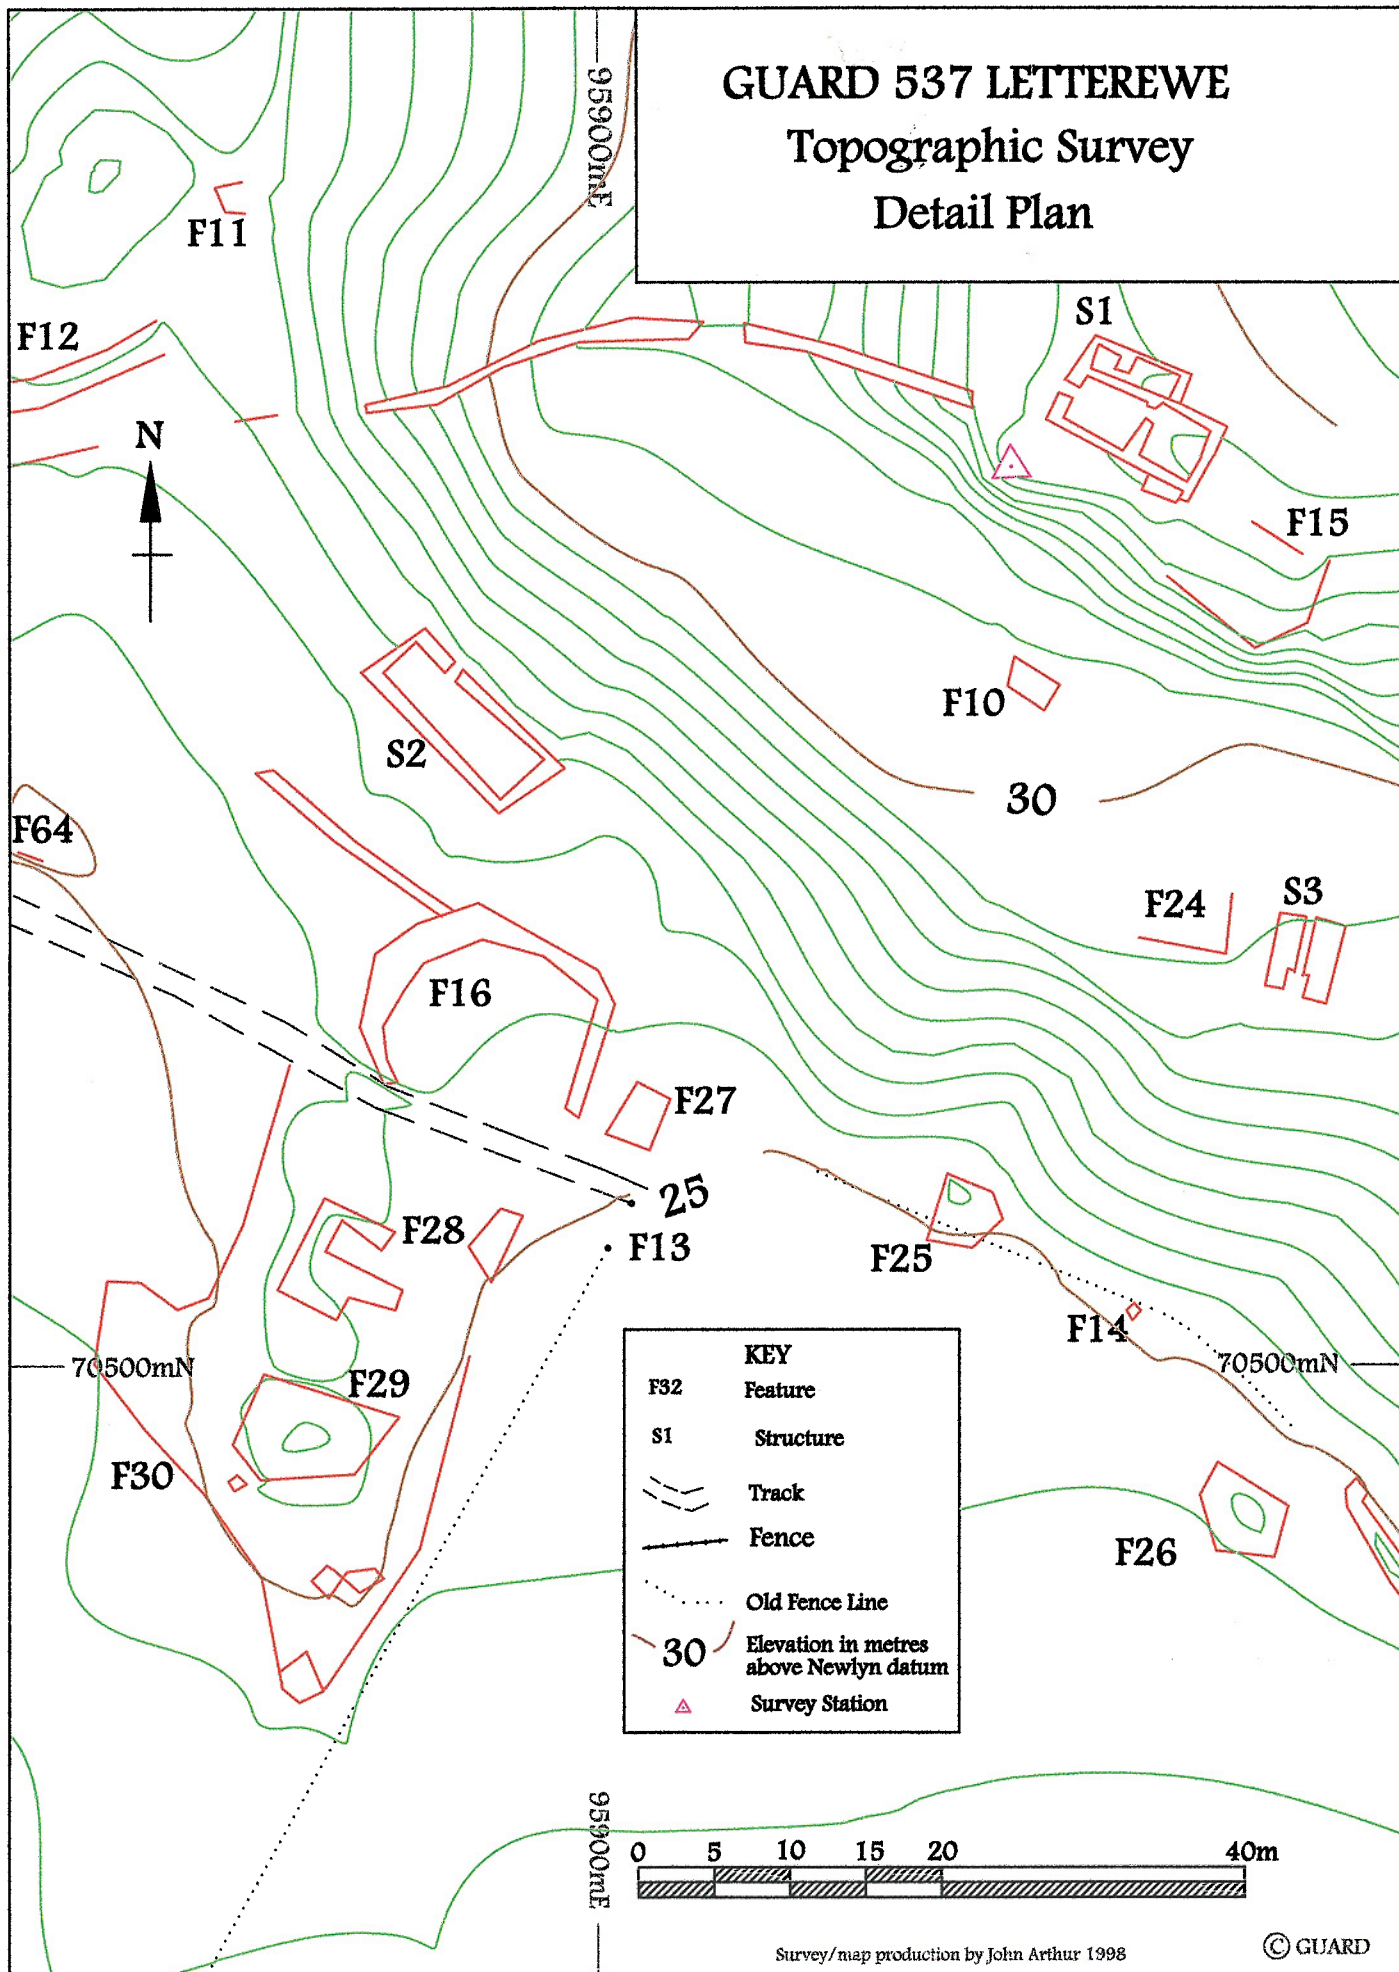 GUARD 537 LETTEREWE
Topographic Survey
Detail Plan
95900mE
F11
S1
F12
N
F15
F10
S2
30
F64
F24
S3
F16
F27
25
F28
F13
F25
F14
70500mN
70500mN
F29
F30
F26
KEY
F32 Feature
S1 Structure
Track
Fence
Old Fence Line
30 Elevation in metres
above Newlyn datum
Survey Station
95900mE
0 5 10 15 20 40m
Survey/map production by John Arthur 1998
© GUARD